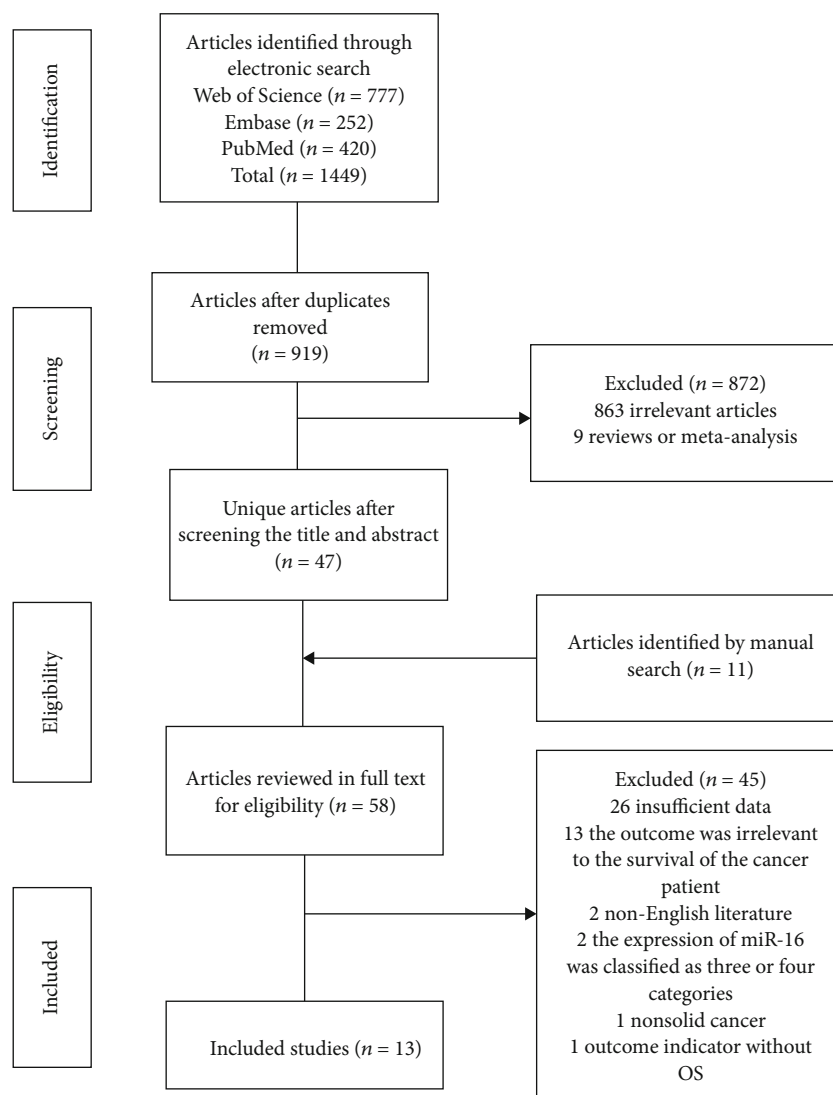 Identification
Articles identified through
electronic search
Web of Science (n = 777)
Embase (n = 252)
PubMed (n = 420)
Total (n = 1449)
Screening
Articles after duplicates
removed
(n = 919)
Excluded (n = 872)
863 irrelevant articles
9 reviews or meta-analysis
Unique articles after
screening the title and abstract
(n = 47)
Eligibility
Articles identified by manual
search (n = 11)
Articles reviewed in full text
for eligibility (n = 58)
Excluded (n = 45)
26 insufficient data
13 the outcome was irrelevant
to the survival of the cancer
patient
2 non-English literature
2 the expression of miR-16
was classified as three or four
categories
1 nonsolid cancer
1 outcome indicator without
OS
Included
Included studies (n = 13)